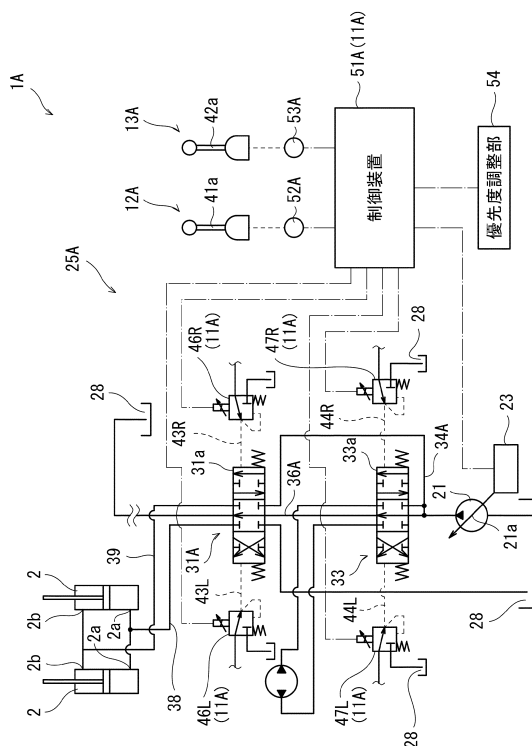 1A
13A
42a
53A
51A(11A)
制御装置
54
優先度調整部
12A
41a
52A
25A
28
46R
(11A)
47R
(11A)
28
43R
31a
44R
33a
34A
23
36A
21
21a
39
31A
33
43L
44L
28
2
2b
2a
2b
2a
2
38
46L
(11A)
47L
(11A)
28